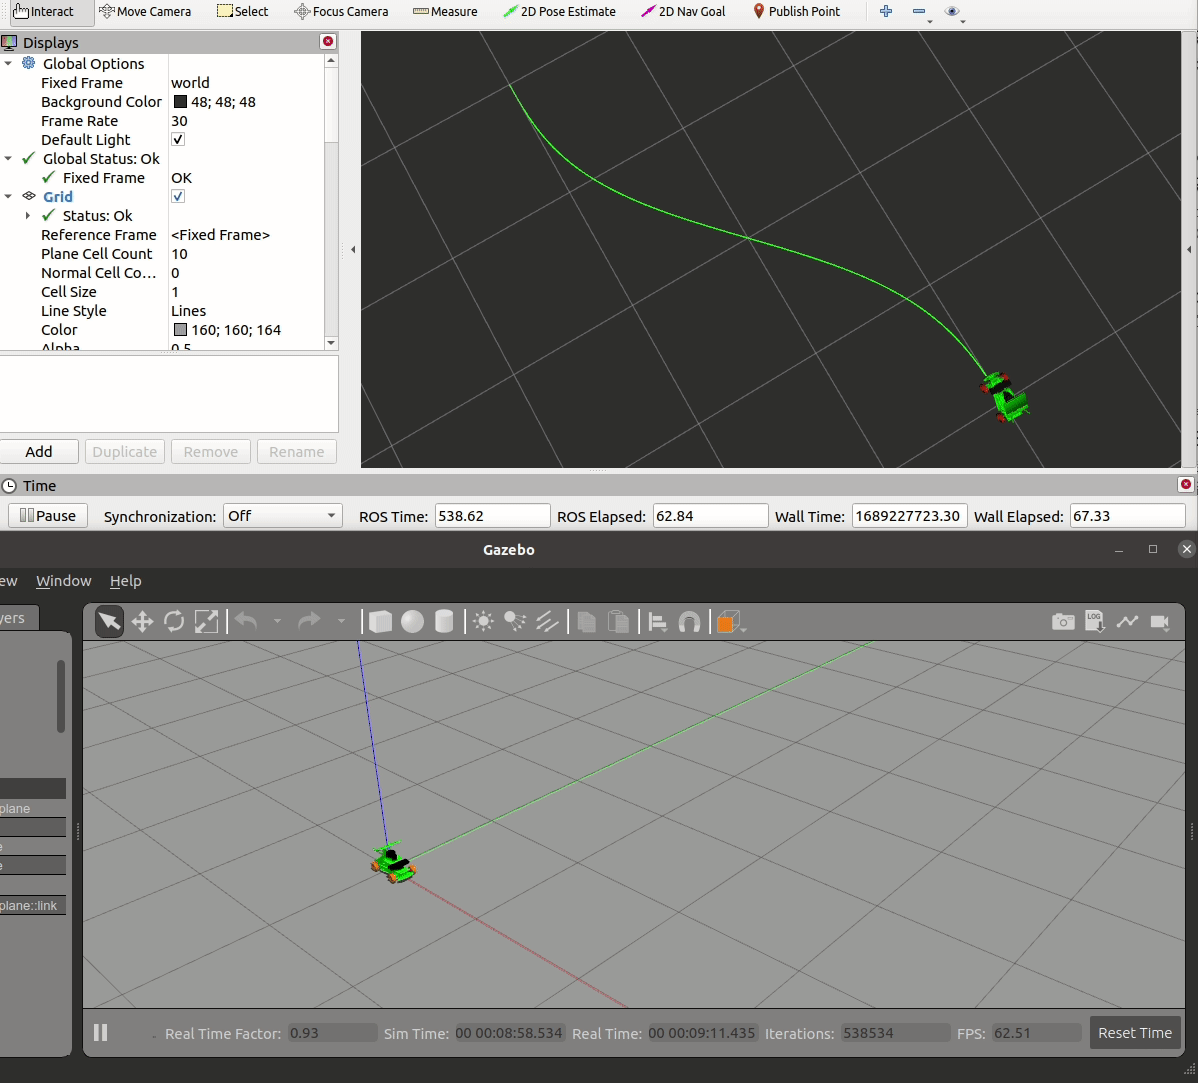 Interact Move Camera Select Focus Camera Measure 2D Pose Estimate 2D Nav Goal Publish Point
Displays
Global Options
Fixed Frame world
Background Color 48; 48; 48
Frame Rate 30
Default Light
Global Status: Ok
Fixed Frame OK
Grid
Status: Ok
Reference Frame <Fixed Frame>
Plane Cell Count 10
Normal Cell Co... 0
Cell Size 1
Line Style Lines
Color 160; 160; 164
Alpha 0.5
Add Duplicate Remove Rename
Time
Pause Synchronization: Off ROS Time: 538.62 ROS Elapsed: 62.84 Wall Time: 1689227723.30 Wall Elapsed: 67.33
Gazebo
ew Window Help
yers
LOG
plane
e
e
plane::link
Real Time Factor: 0.93 Sim Time: 00 00:08:58.534 Real Time: 00 00:09:11.435 Iterations: 538534 FPS: 62.51 Reset Time